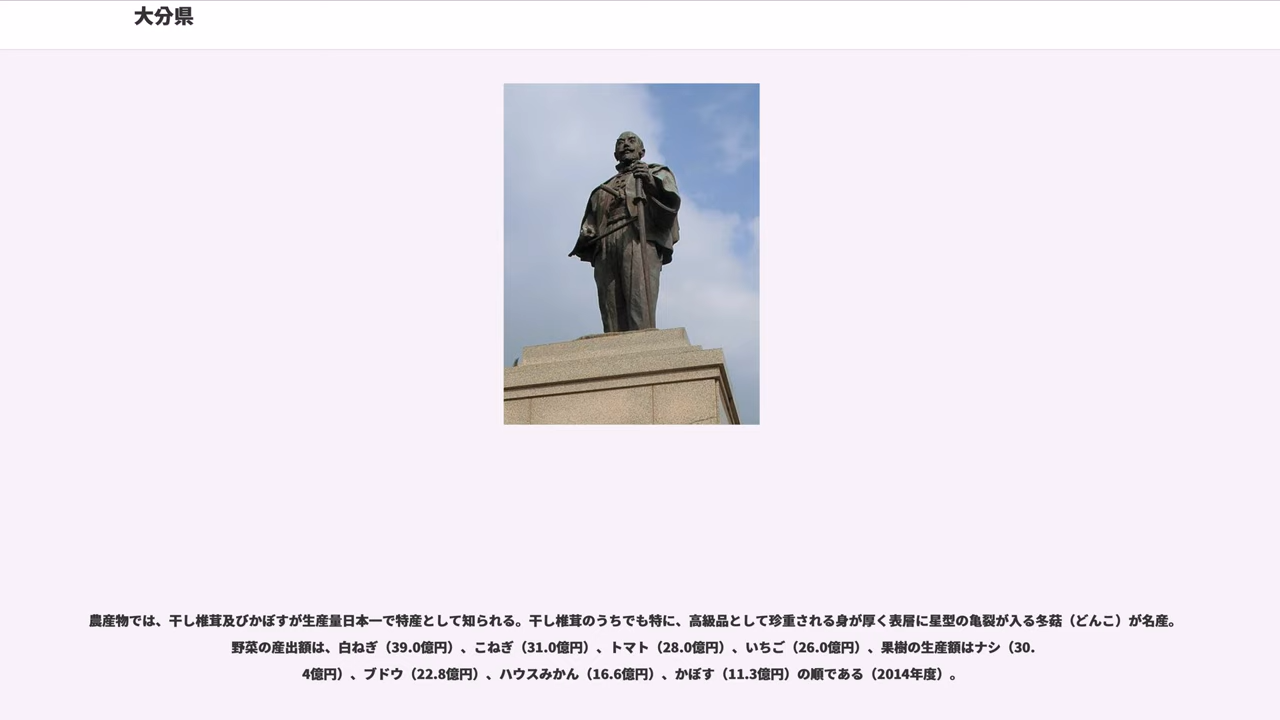 大分県
農産物では、干し椎茸及びかぼすが生産量日本一で特産として知られる。干し椎茸のうちでも特に、高級品として珍重される身が厚く表層に星型の亀裂が入る冬菇（どんこ）が名産。
野菜の産出額は、白ねぎ（39.0億円）、こねぎ（31.0億円）、トマト（28.0億円）、いちご（26.0億円）、果樹の生産額はナシ（30.
4億円）、ブドウ（22.8億円）、ハウスみかん（16.6億円）、かぼす（11.3億円）の順である（2014年度）。